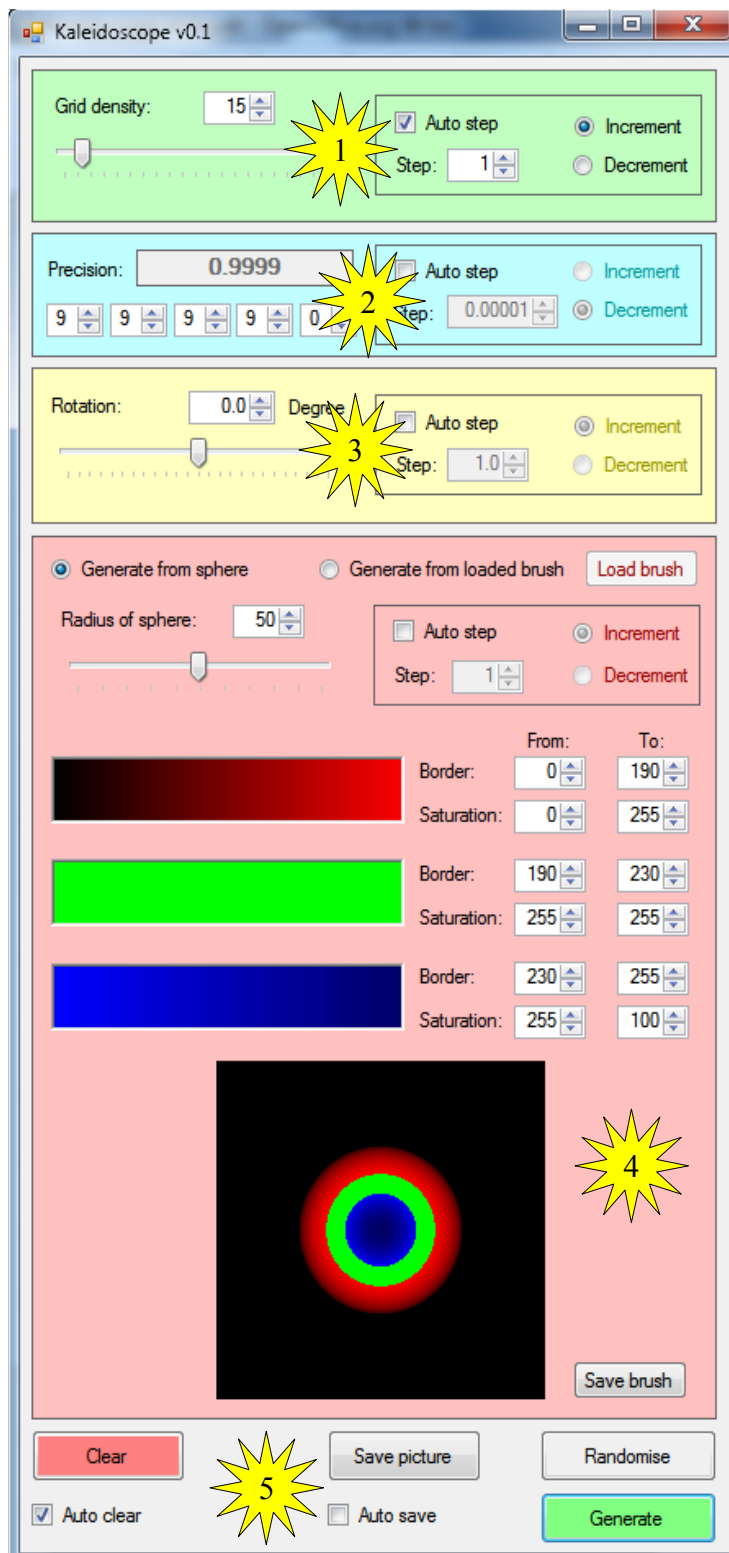 Kaleidoscope v0.1
Grid density: 15
Auto step Increment
1
Step: 1 Decrement
Precision: 0.9999
Auto step Increment
9 9 9 9 0
2
Step: 0.00001 Decrement
Rotation: 0.0 Degree
Auto step Increment
3
Step: 1.0 Decrement
Generate from sphere Generate from loaded brush Load brush
Radius of sphere: 50
Auto step Increment
Step: 1 Decrement
From: To:
Border: 0 190
Saturation: 0 255
Border: 190 230
Saturation: 255 255
Border: 230 255
Saturation: 255 100
4
Save brush
Clear Save picture Randomise
5
Auto clear Auto save Generate